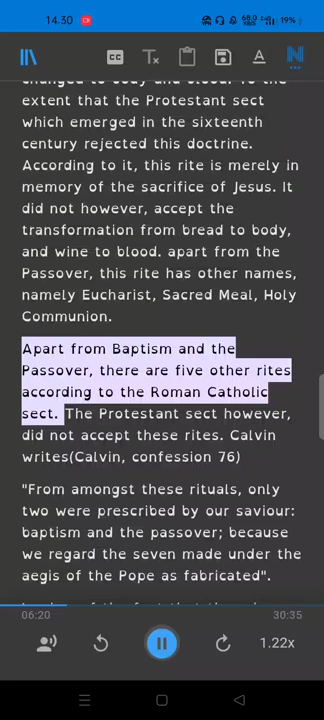 14.30
68.0
KB/S
19%
CC
extent that the Protestant sect
which emerged in the sixteenth
century rejected this doctrine.
According to it, this rite is merely in
memory of the sacrifice of Jesus. It
did not however, accept the
transformation from bread to body,
and wine to blood. apart from the
Passover, this rite has other names,
namely Eucharist, Sacred Meal, Holy
Communion.
Apart from Baptism and the
Passover, there are five other rites
according to the Roman Catholic
sect. The Protestant sect however,
did not accept these rites. Calvin
writes(Calvin, confession 76)
"From amongst these rituals, only
two were prescribed by our saviour:
baptism and the passover; because
we regard the seven made under the
aegis of the Pope as fabricated".
06:20
30:35
1.22x